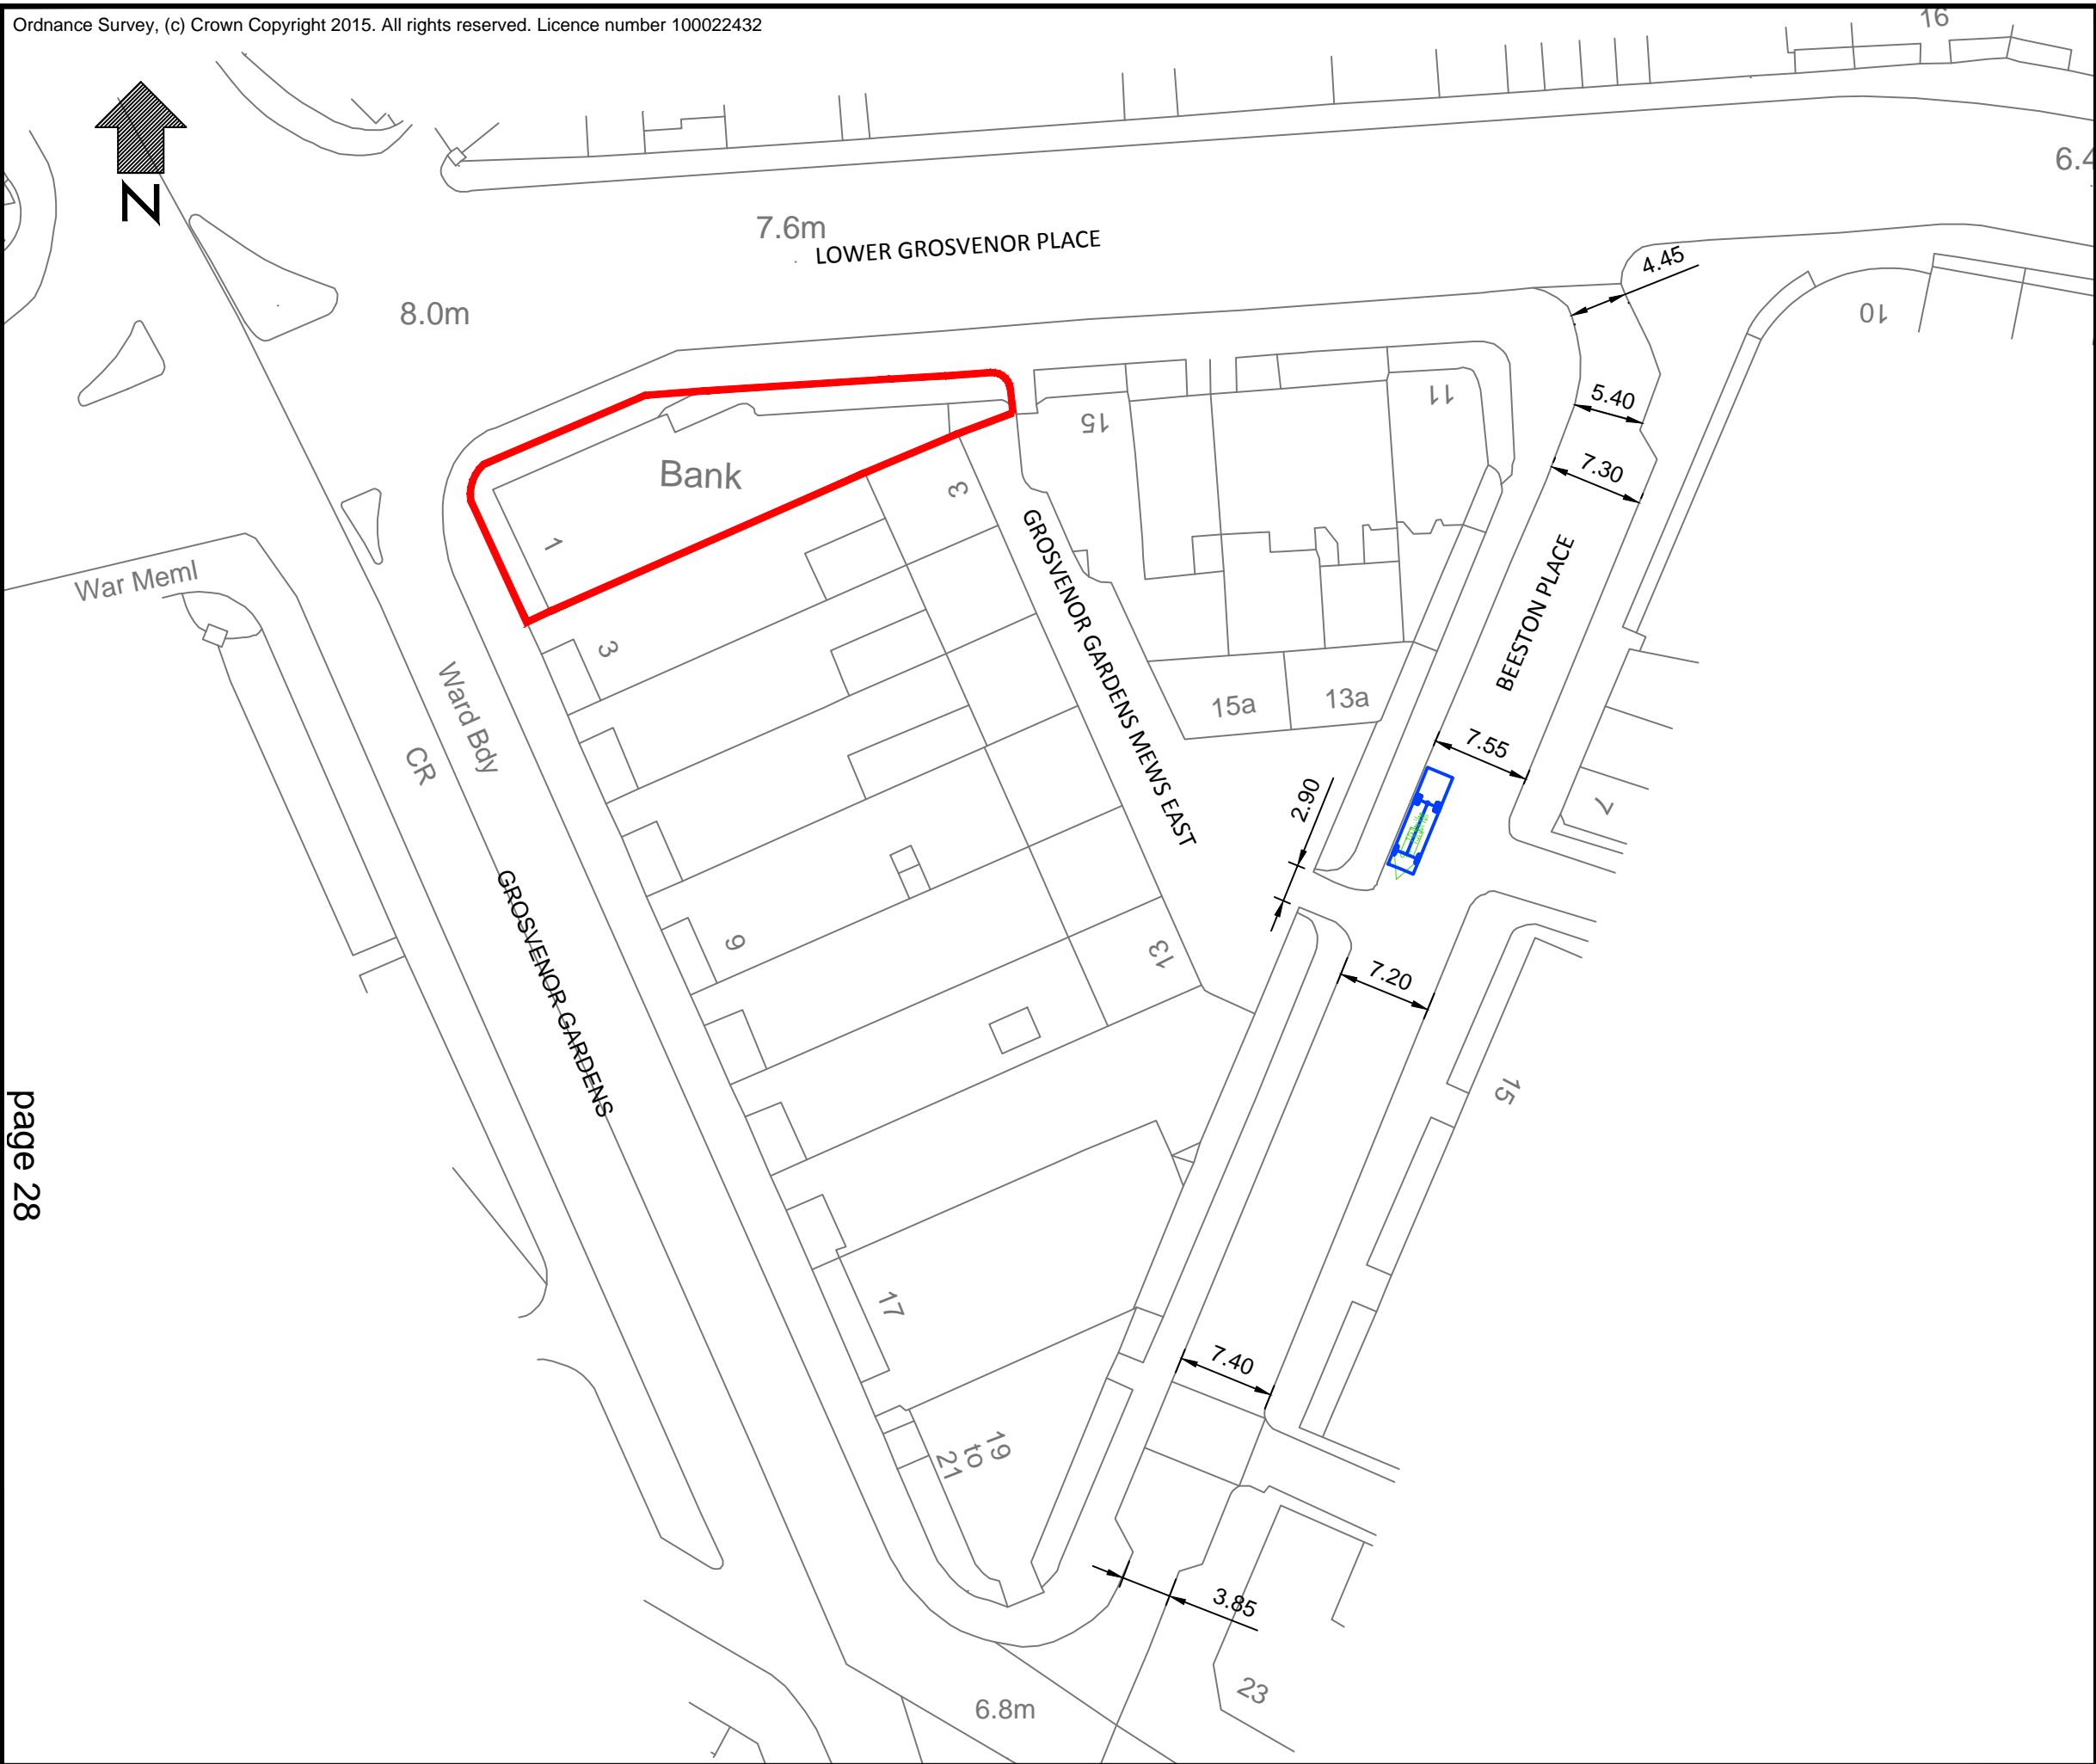 Ordnance Survey, (c) Crown Copyright 2015. All rights reserved. Licence number 100022432
16
N
6.4
7.6m
LOWER GROSVENOR PLACE
4.45
8.0m
10
5.40
11
15
7.30
Bank
3
1
GROSVENOR GARDENS MEWS EAST
BEESTON PLACE
War Meml
3
15a
13a
Ward Bdy
CR
7.55
2.90
7
GROSVENOR GARDENS
9
13
7.20
15
page 28
17
7.40
19
to
21
3.85
23
6.8m